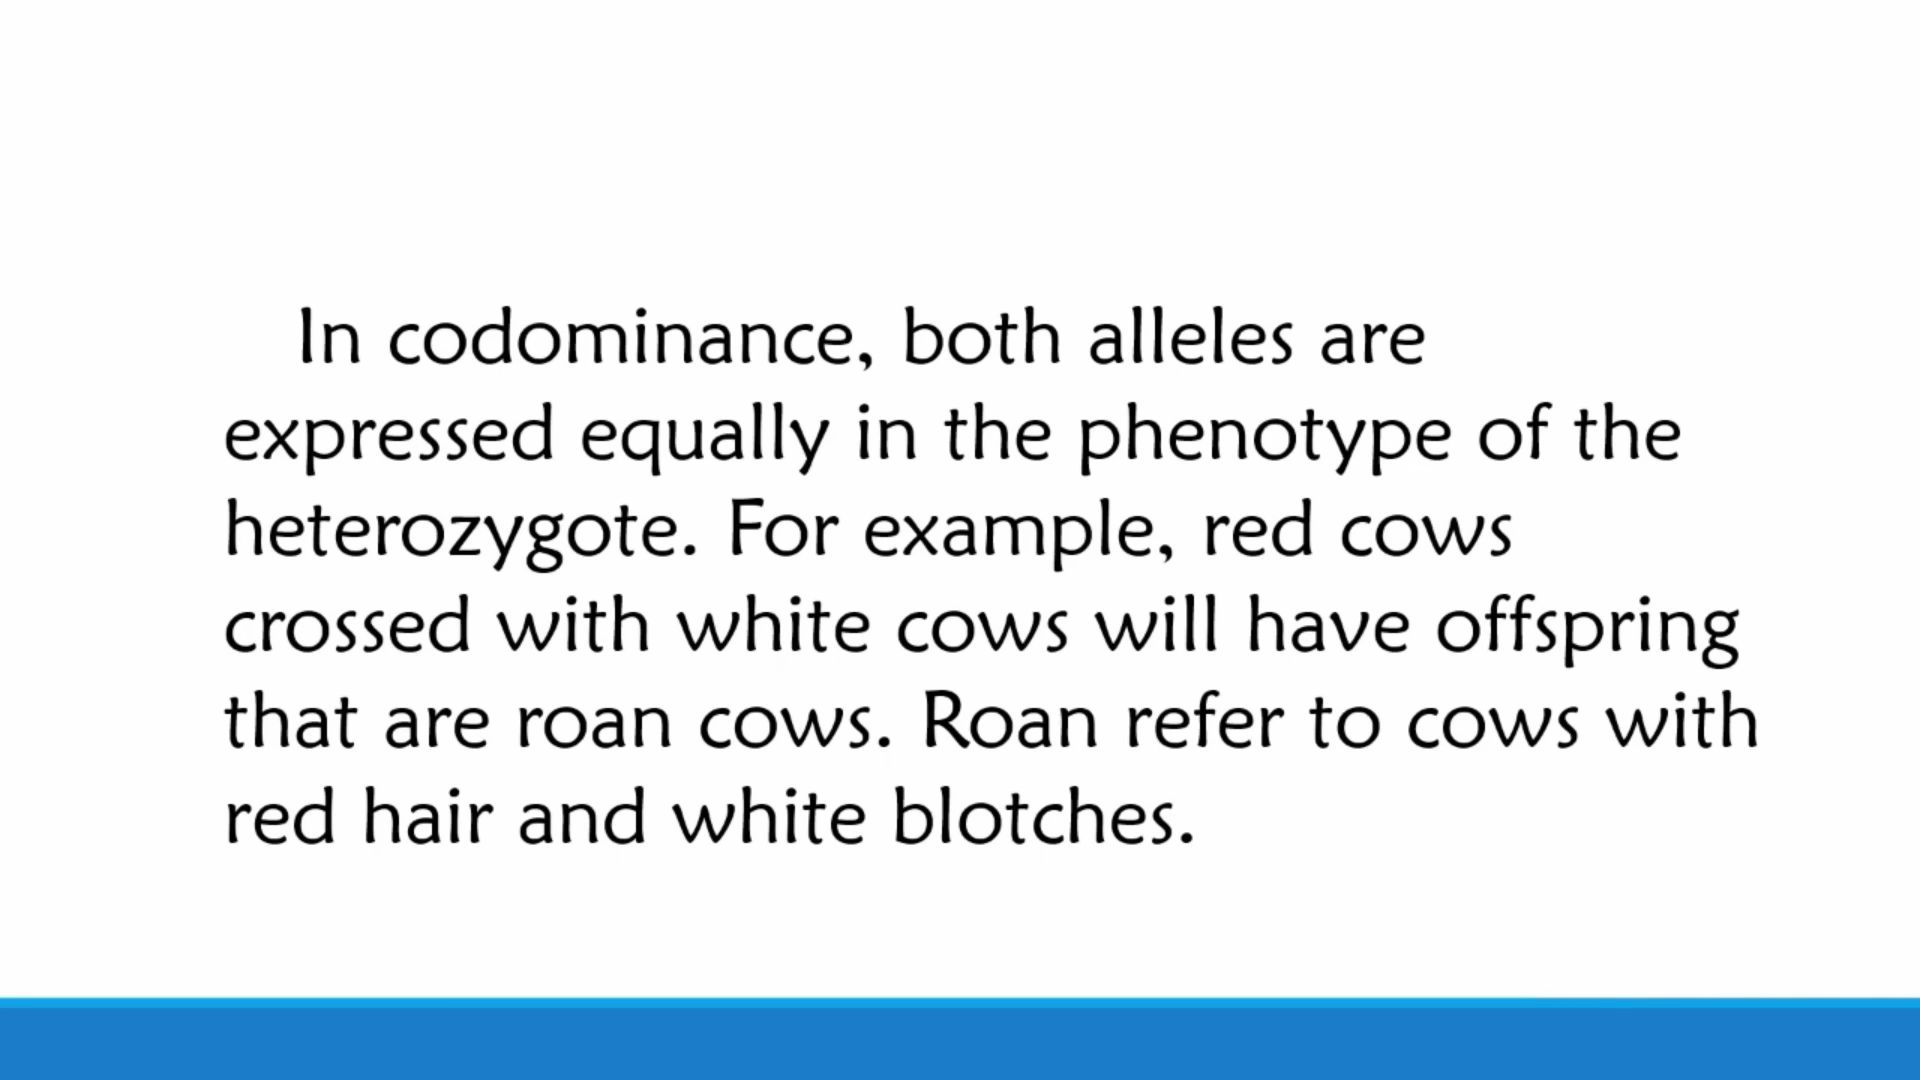 In codominance, both alleles are
expressed equally in the phenotype of the
heterozygote. For example, red cows
crossed with white cows will have offspring
that are roan cows. Roan refer to cows with
red hair and white blotches.